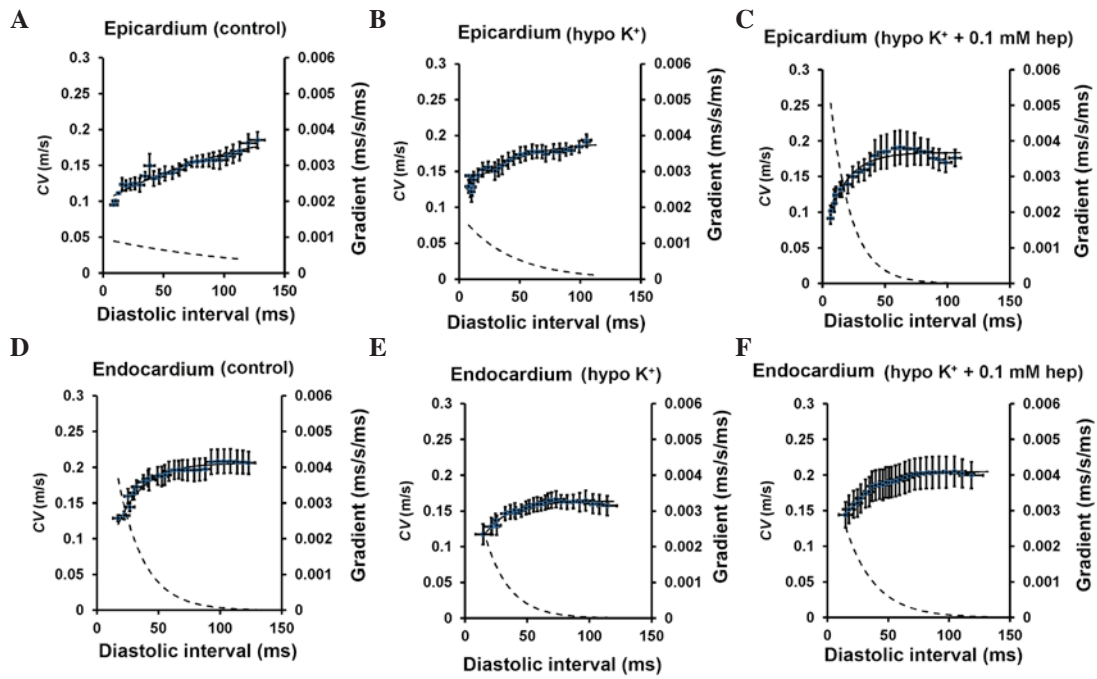 A
Epicardium (control)
0.3
0.25
0.2
0.15
0.1
0.05
0
CV (m/s)
0.006
0.005
0.004
0.003
0.002
0.001
0
Gradient (ms/s/ms)
0 50 100 150
Diastolic interval (ms)
B
Epicardium (hypo K⁺)
0.3
0.25
0.2
0.15
0.1
0.05
0
CV (m/s)
0.006
0.005
0.004
0.003
0.002
0.001
0
Gradient (ms/s/ms)
0 50 100 150
Diastolic interval (ms)
C
Epicardium (hypo K⁺ + 0.1 mM hep)
0.3
0.25
0.2
0.15
0.1
0.05
0
CV (m/s)
0.006
0.005
0.004
0.003
0.002
0.001
0
Gradient (ms/s/ms)
0 50 100 150
Diastolic interval (ms)
D
Endocardium (control)
0.3
0.25
0.2
0.15
0.1
0.05
0
CV (m/s)
0.006
0.005
0.004
0.003
0.002
0.001
0
Gradient (ms/s/ms)
0 50 100 150
Diastolic interval (ms)
E
Endocardium (hypo K⁺)
0.3
0.25
0.2
0.15
0.1
0.05
0
CV (m/s)
0.006
0.005
0.004
0.003
0.002
0.001
0
Gradient (ms/s/ms)
0 50 100 150
Diastolic interval (ms)
F
Endocardium (hypo K⁺ + 0.1 mM hep)
0.3
0.25
0.2
0.15
0.1
0.05
0
CV (m/s)
0.006
0.005
0.004
0.003
0.002
0.001
0
Gradient (ms/s/ms)
0 50 100 150
Diastolic interval (ms)